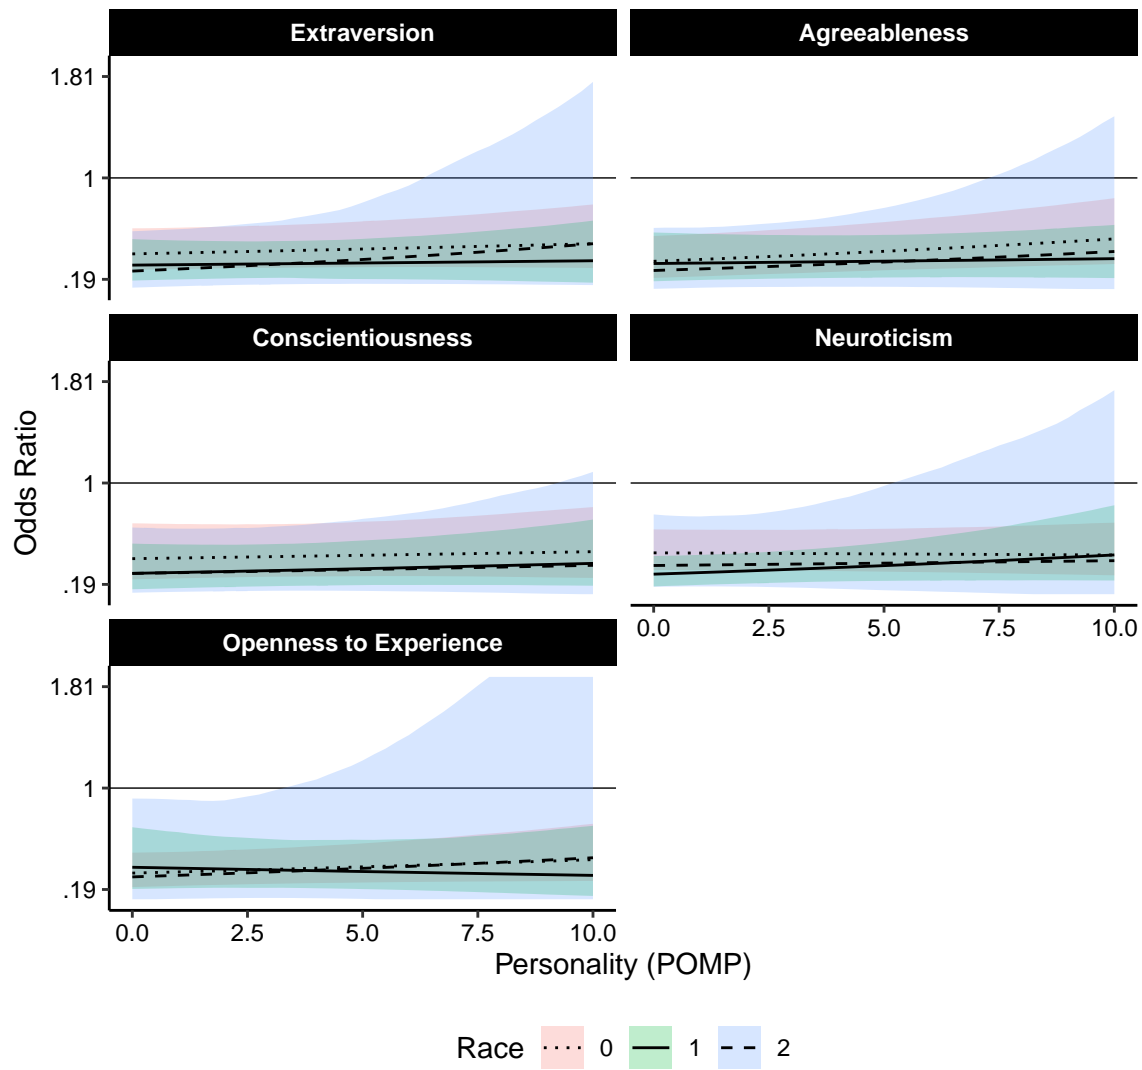 Extraversion
Agreeableness
1.81
1
.19
Conscientiousness
Neuroticism
1.81
1
.19
0.0 2.5 5.0 7.5 10.0
Openness to Experience
1.81
1
.19
0.0 2.5 5.0 7.5 10.0
Odds Ratio
Personality (POMP)
Race 0 1 2